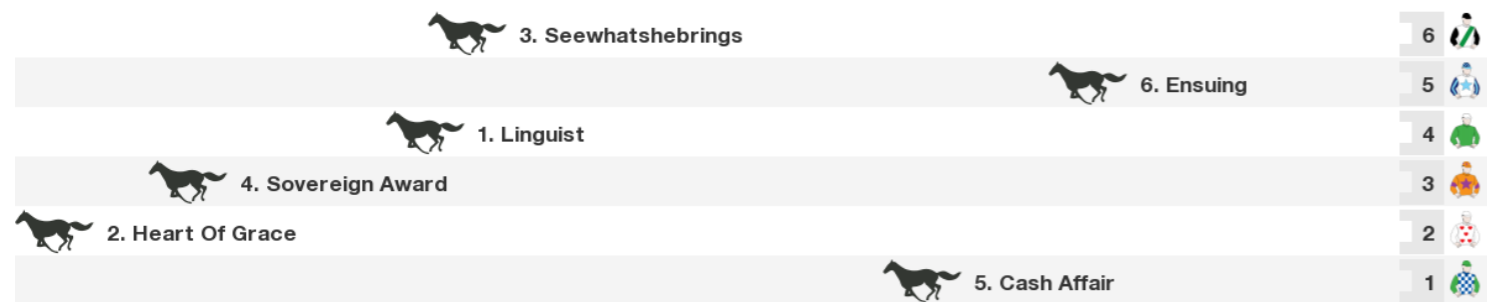 3. Seewhatshebrings 6
6. Ensuing 5
1. Linguist 4
4. Sovereign Award 3
2. Heart Of Grace 2
5. Cash Affair 1